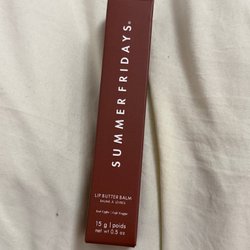 SUMMER FRIDAYS®
LIP BUTTER BALM
BAUME À LÈVRES
15 g | poids
net wt 0.5 oz